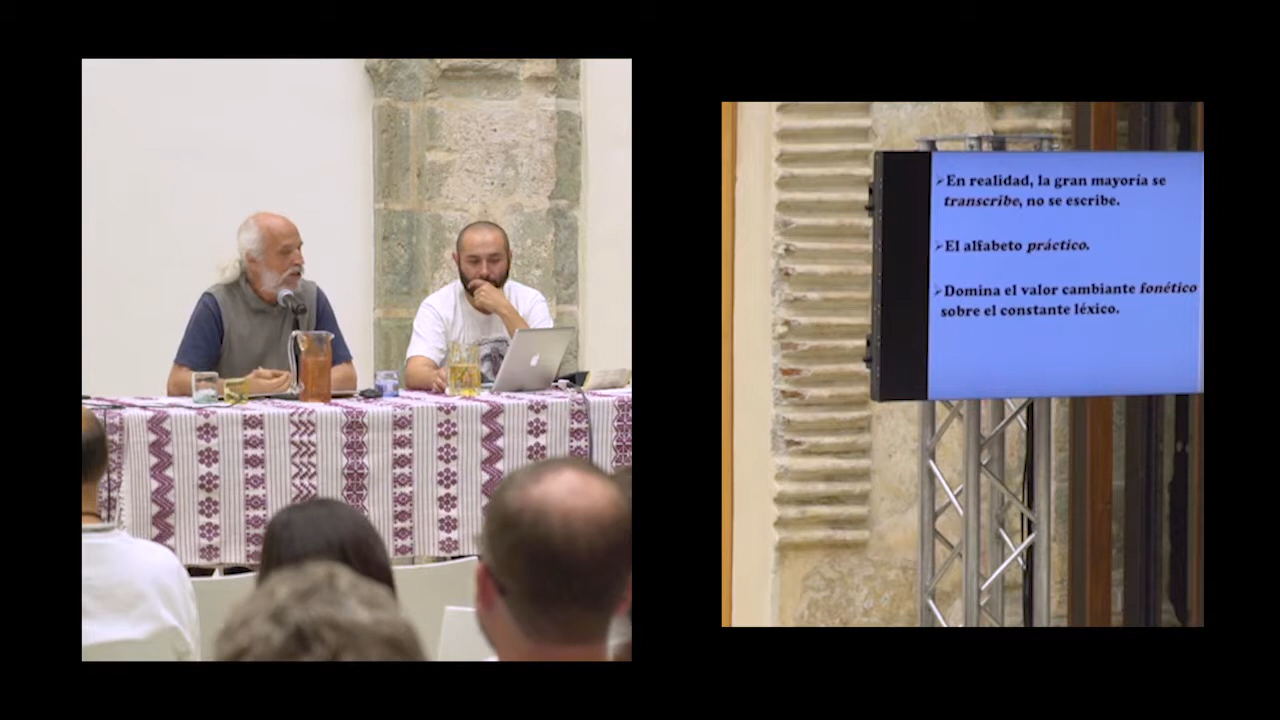 ➢En realidad, la gran mayoría se
transcribe, no se escribe.
➢El alfabeto práctico.
➢Domina el valor cambiante fonético
sobre el constante léxico.